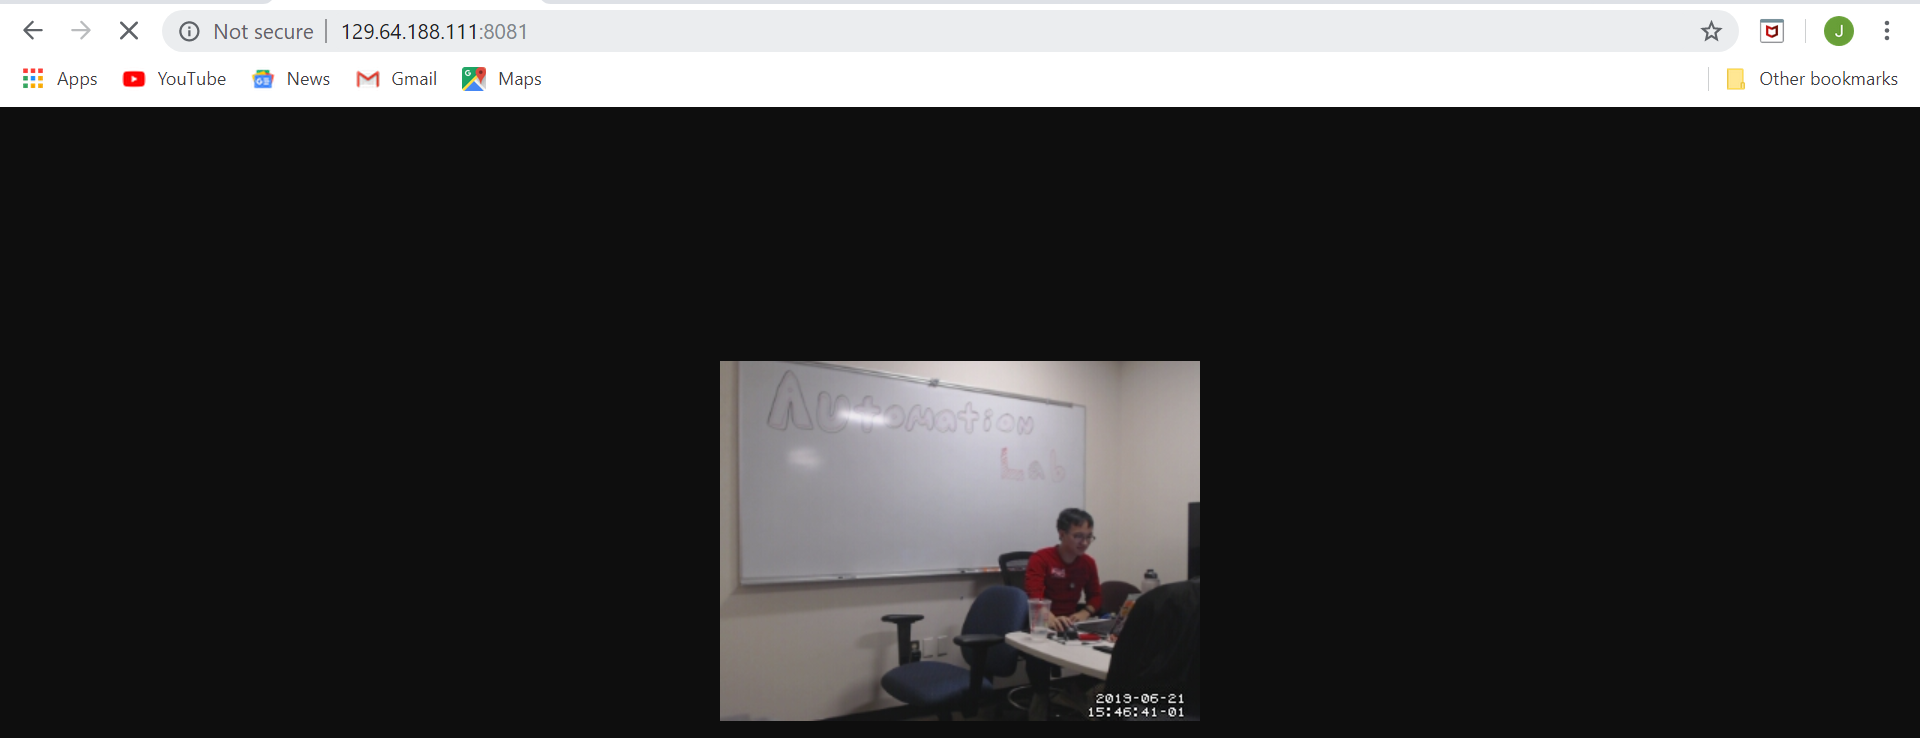 Not secure 129.64.188.111:8081
J
Apps YouTube News Gmail Maps Other bookmarks
Automation
Lab
2019-06-21
15:46:41-01